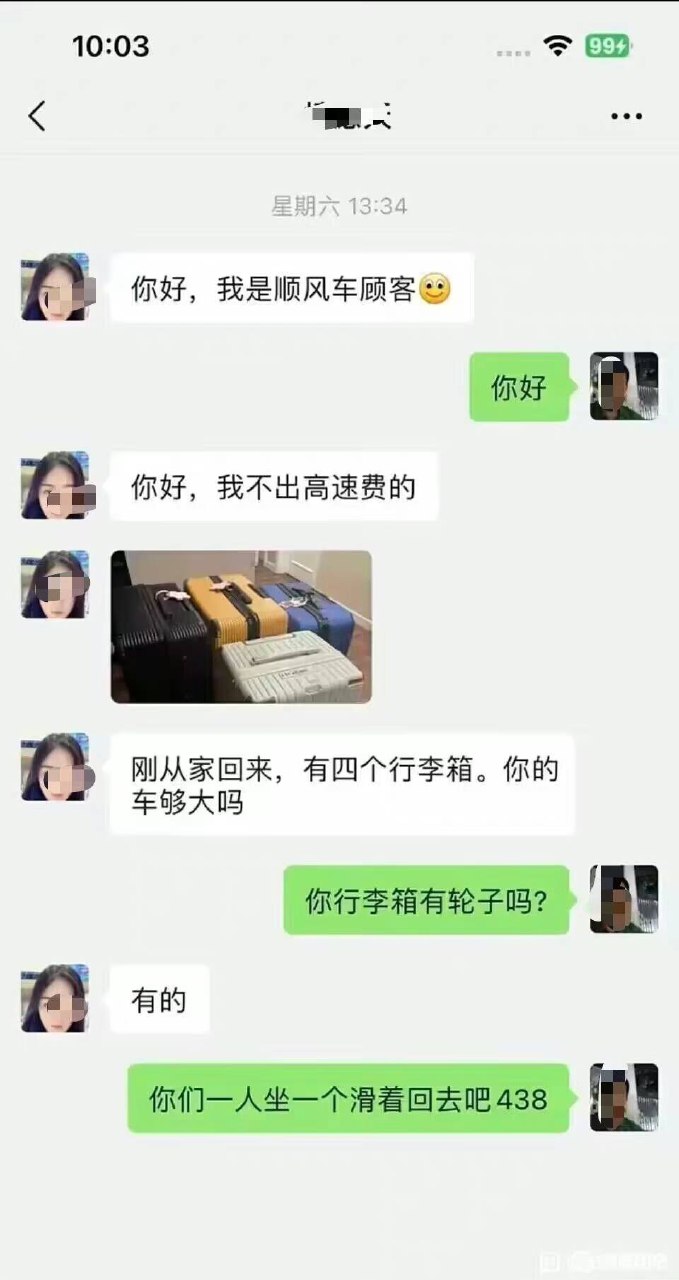 10:03
99
星期六 13:34
你好，我是顺风车顾客
你好
你好，我不出高速费的
刚从家回来，有四个行李箱。你的
车够大吗
你行李箱有轮子吗？
有的
你们一人坐一个滑着回去吧438